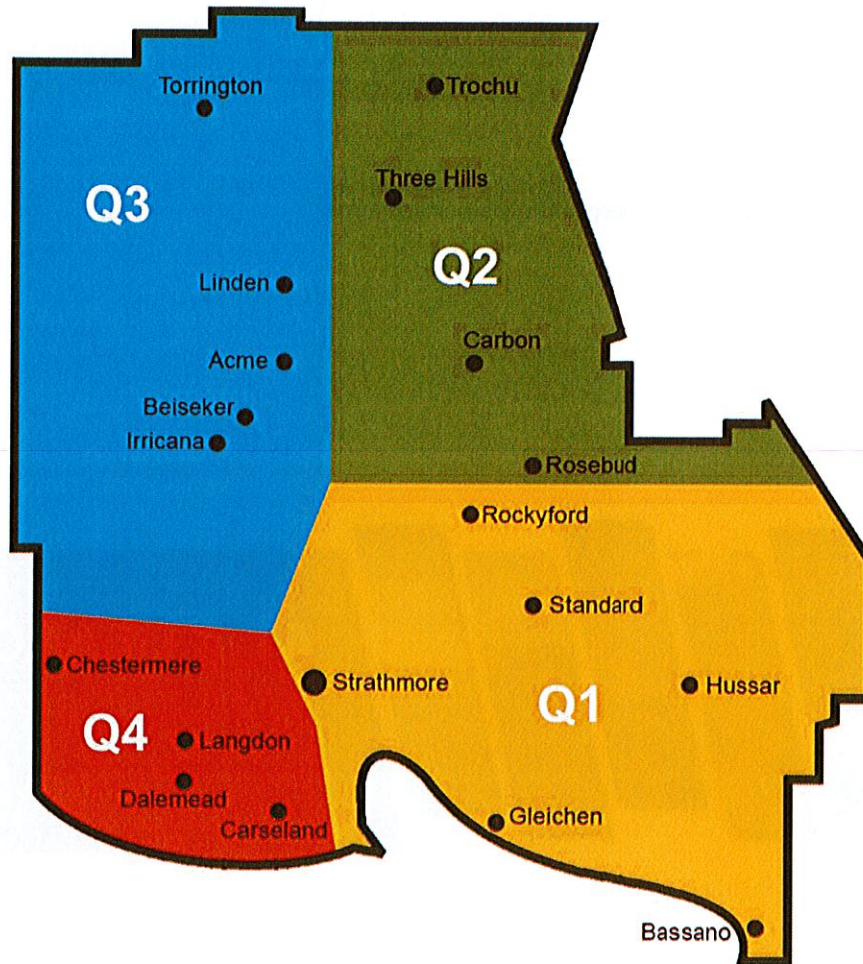 Torrington
Trochu
Three Hills
Q3
Q2
Linden
Carbon
Acme
Beiseker
Irricana
Rosebud
Rockyford
Standard
Chestermere
Strathmore
Hussar
Q1
Q4
Langdon
Dalemead
Carseland
Gleichen
Bassano